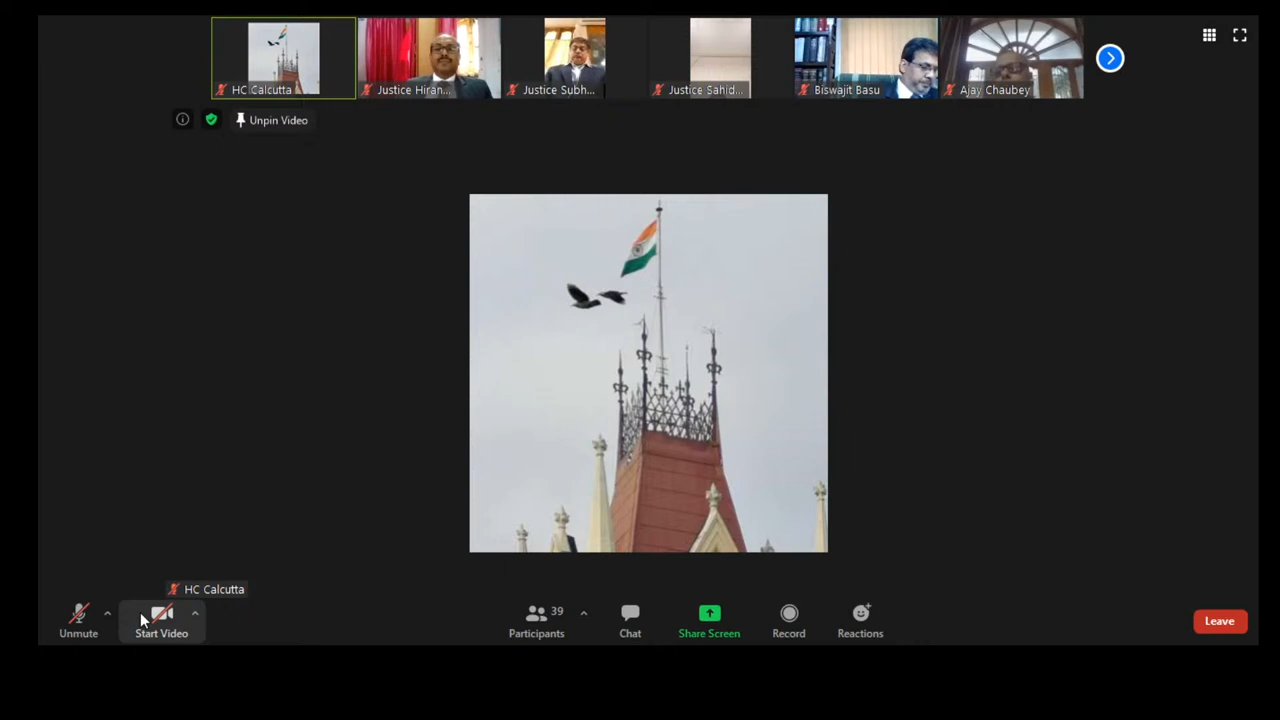 HC Calcutta
Justice Hiran...
Justice Subh...
Justice Sahid...
Biswajit Basu
Ajay Chaubey
Unpin Video
HC Calcutta
Unmute
Start Video
39
Participants
Chat
Share Screen
Record
Reactions
Leave